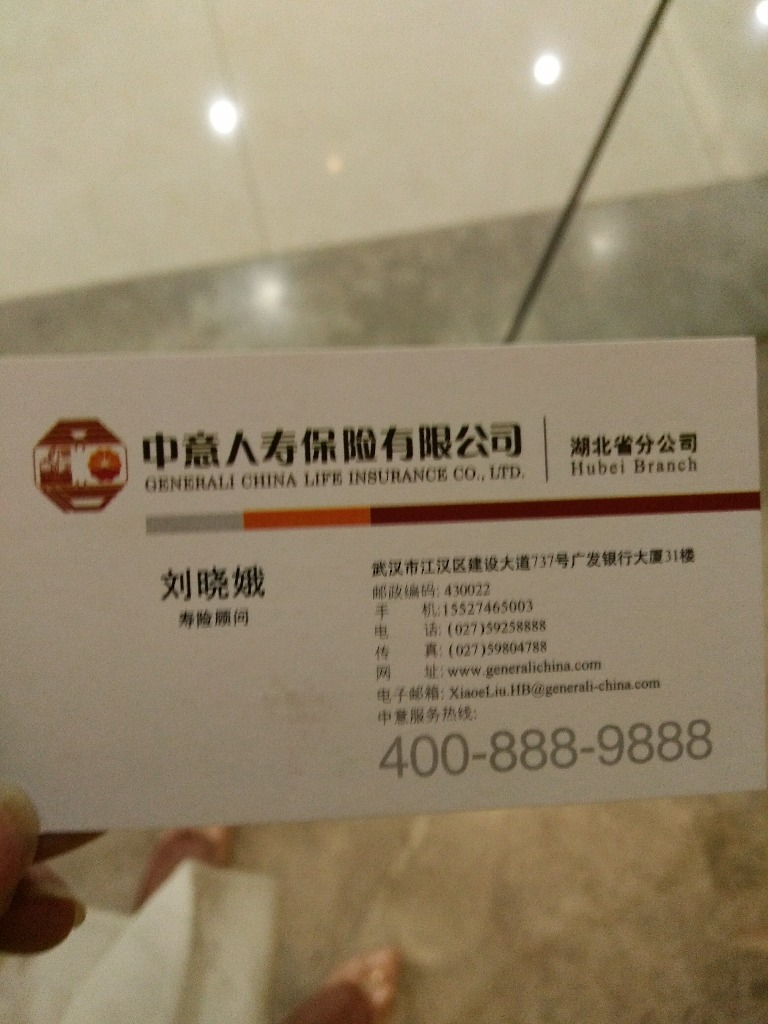 中意人寿保险有限公司
GENERALI CHINA LIFE INSURANCE CO., LTD.
湖北省分公司
Hubei Branch
刘晓娥
寿险顾问
武汉市江汉区建设大道737号广发银行大厦31楼
邮政编码: 430022
手 机:15527465003
电 话: (027)59258888
传 真: (027)59804788
网 址: www.generalichina.com
电子邮箱: XiaoeLiu.HB@generali-china.com
中意服务热线:
400-888-9888